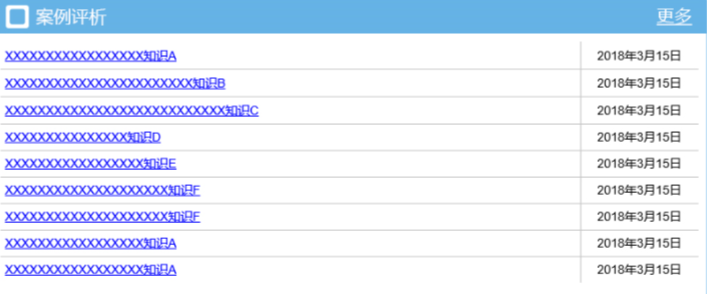 案例评析 更多
XXXXXXXXXXXXXXXXX知识A 2018年3月15日
XXXXXXXXXXXXXXXXXXXXXXX知识B 2018年3月15日
XXXXXXXXXXXXXXXXXXXXXXXXXXX知识C 2018年3月15日
XXXXXXXXXXXXXXX知识D 2018年3月15日
XXXXXXXXXXXXXXXXX知识E 2018年3月15日
XXXXXXXXXXXXXXXXXXXX知识F 2018年3月15日
XXXXXXXXXXXXXXXXXXXX知识F 2018年3月15日
XXXXXXXXXXXXXXXXX知识A 2018年3月15日
XXXXXXXXXXXXXXXXX知识A 2018年3月15日